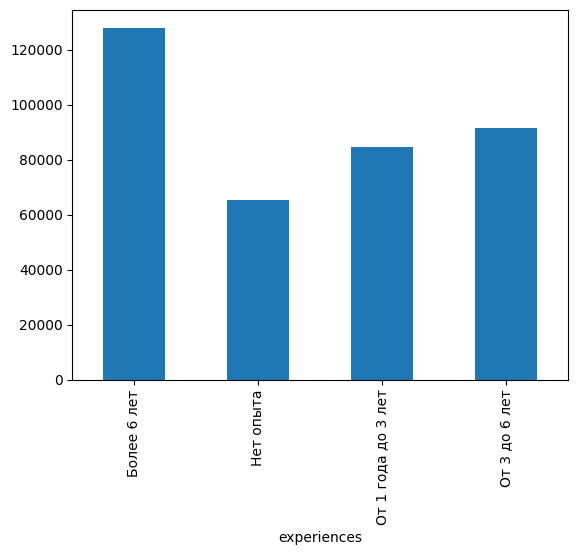 120000
100000
80000
60000
40000
20000
0
Более 6 лет
Нет опыта
От 1 года до 3 лет
От 3 до 6 лет
experiences